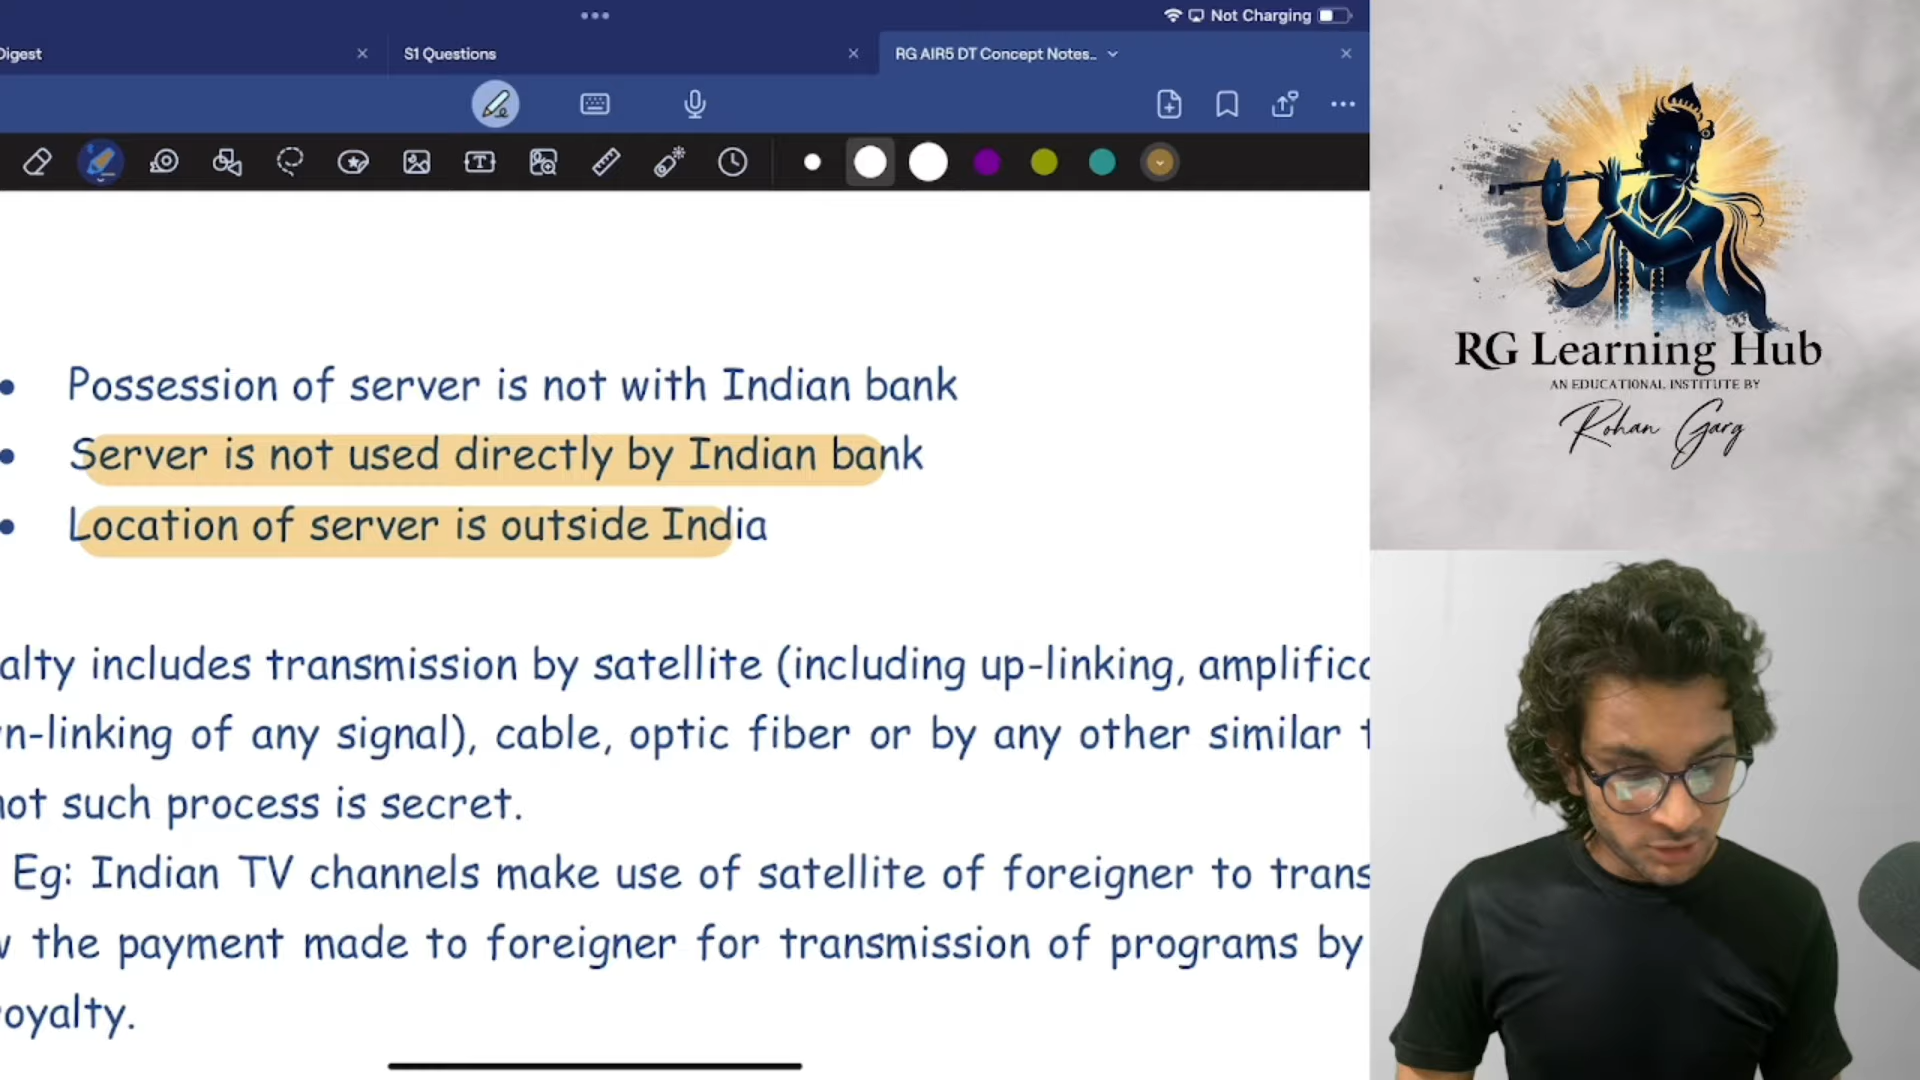 Not Charging
Digest
S1 Questions
RG AIR5 DT Concept Notes_
• Possession of server is not with Indian bank
• Server is not used directly by Indian bank
• Location of server is outside India
alty includes transmission by satellite (including up-linking, amplifica
n-linking of any signal), cable, optic fiber or by any other similar t
not such process is secret.
Eg: Indian TV channels make use of satellite of foreigner to trans
the payment made to foreigner for transmission of programs by
royalty.
RG Learning Hub
AN EDUCATIONAL INSTITUTE BY
Rohan Garg